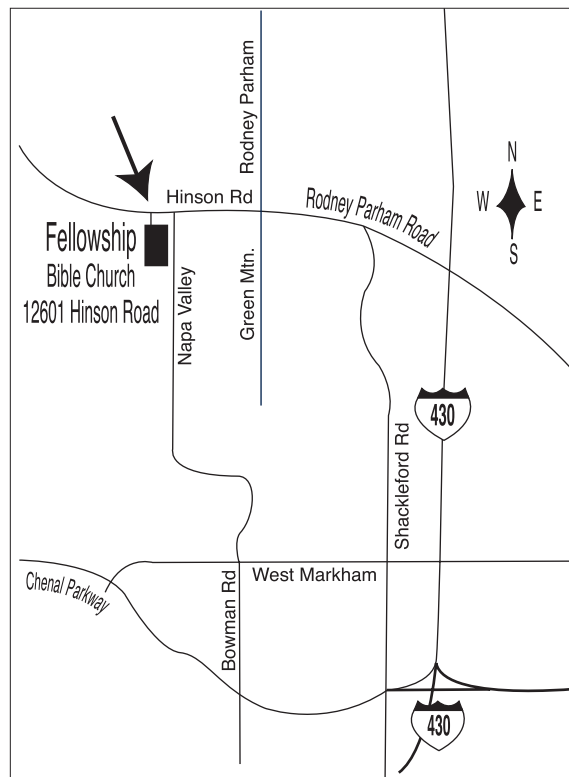 Rodney Parham
N
W E
S
Hinson Rd
Rodney Parham Road
Fellowship
Bible Church
12601 Hinson Road
Napa Valley
Green Mtn.
430
Shackleford Rd
West Markham
Chenal Parkway
Bowman Rd
430